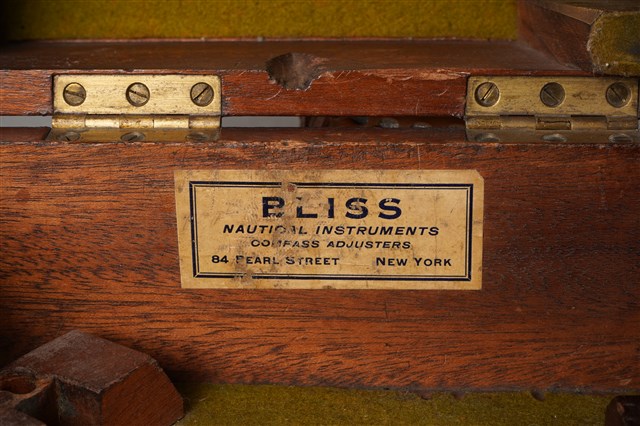 BLISS
NAUTICAL INSTRUMENTS
COMPASS ADJUSTERS
84 PEARL STREET NEW YORK